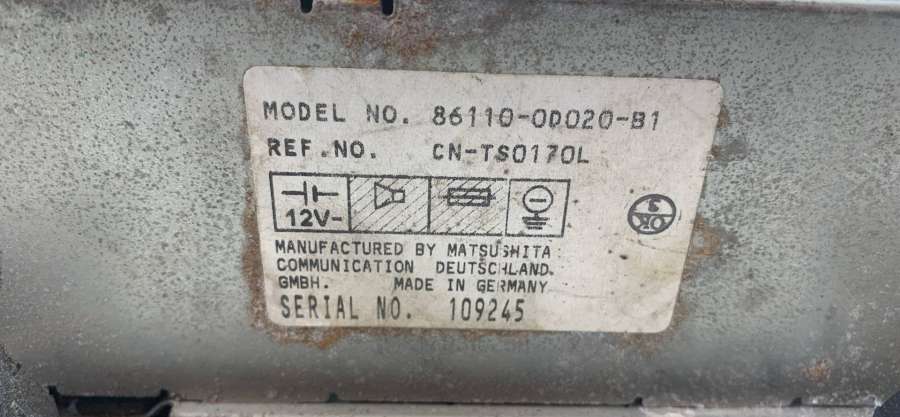 MODEL NO. 86110-0D020-B1
REF.NO. CN-TS0170L
12V-
MANUFACTURED BY MATSUSHITA
COMMUNICATION DEUTSCHLAND.
GMBH. MADE IN GERMANY
SERIAL NO. 109245